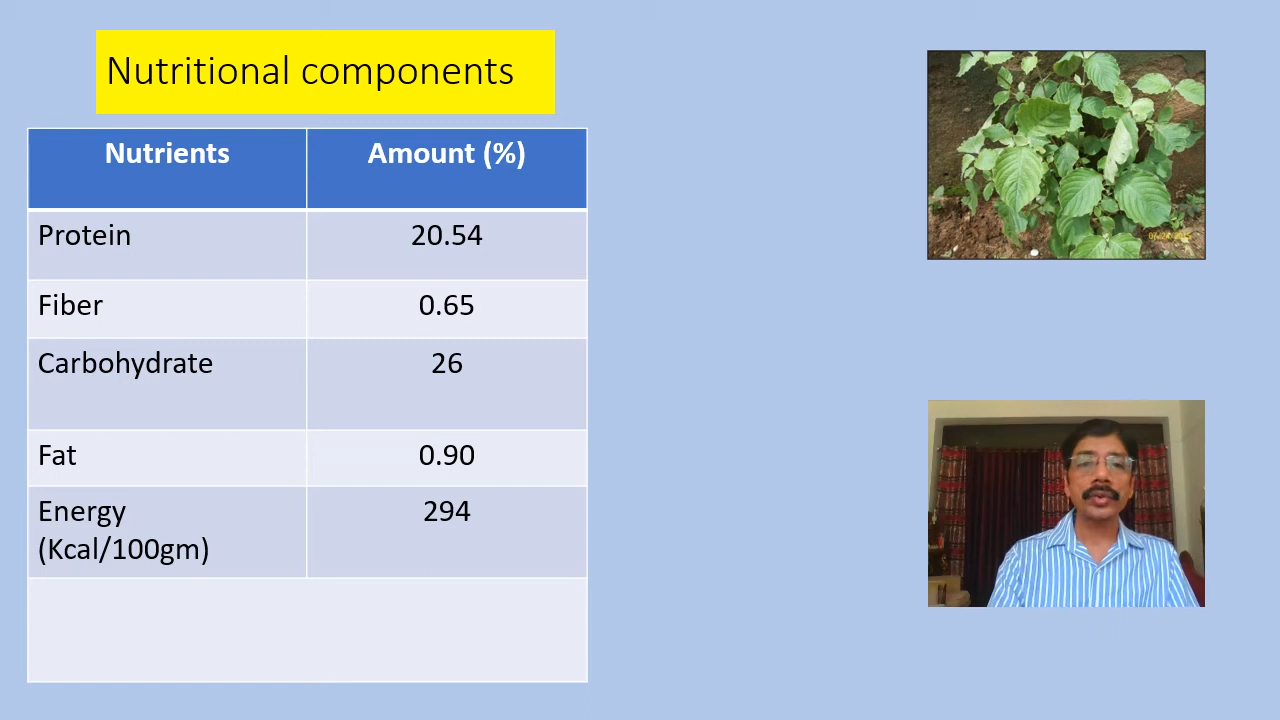 Nutritional components
Nutrients Amount (%)
Protein 20.54
Fiber 0.65
Carbohydrate 26
Fat 0.90
Energy 294
(Kcal/100gm)